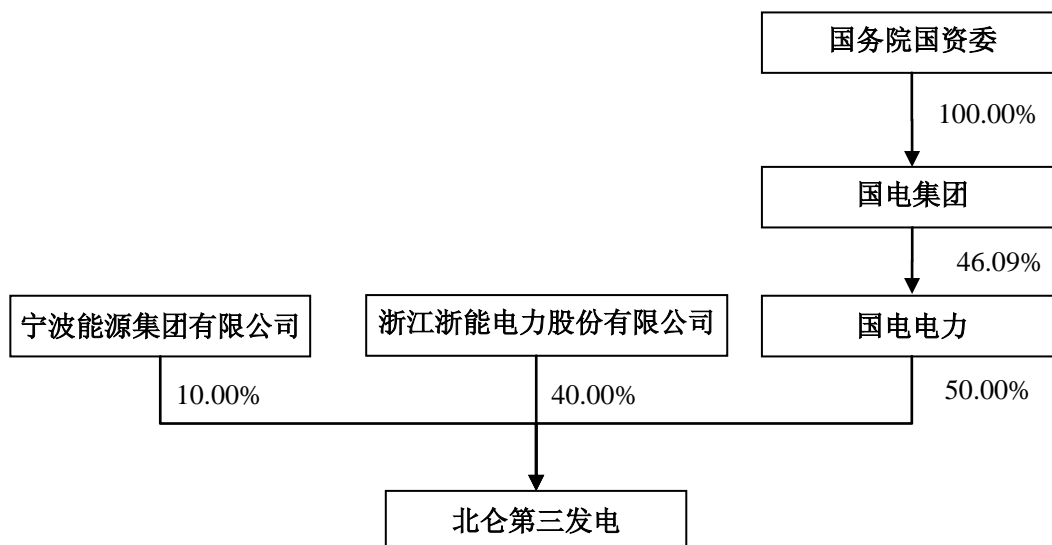 国务院国资委
100.00%
国电集团
46.09%
宁波能源集团有限公司
浙江浙能电力股份有限公司
国电电力
10.00%
40.00%
50.00%
北仑第三发电